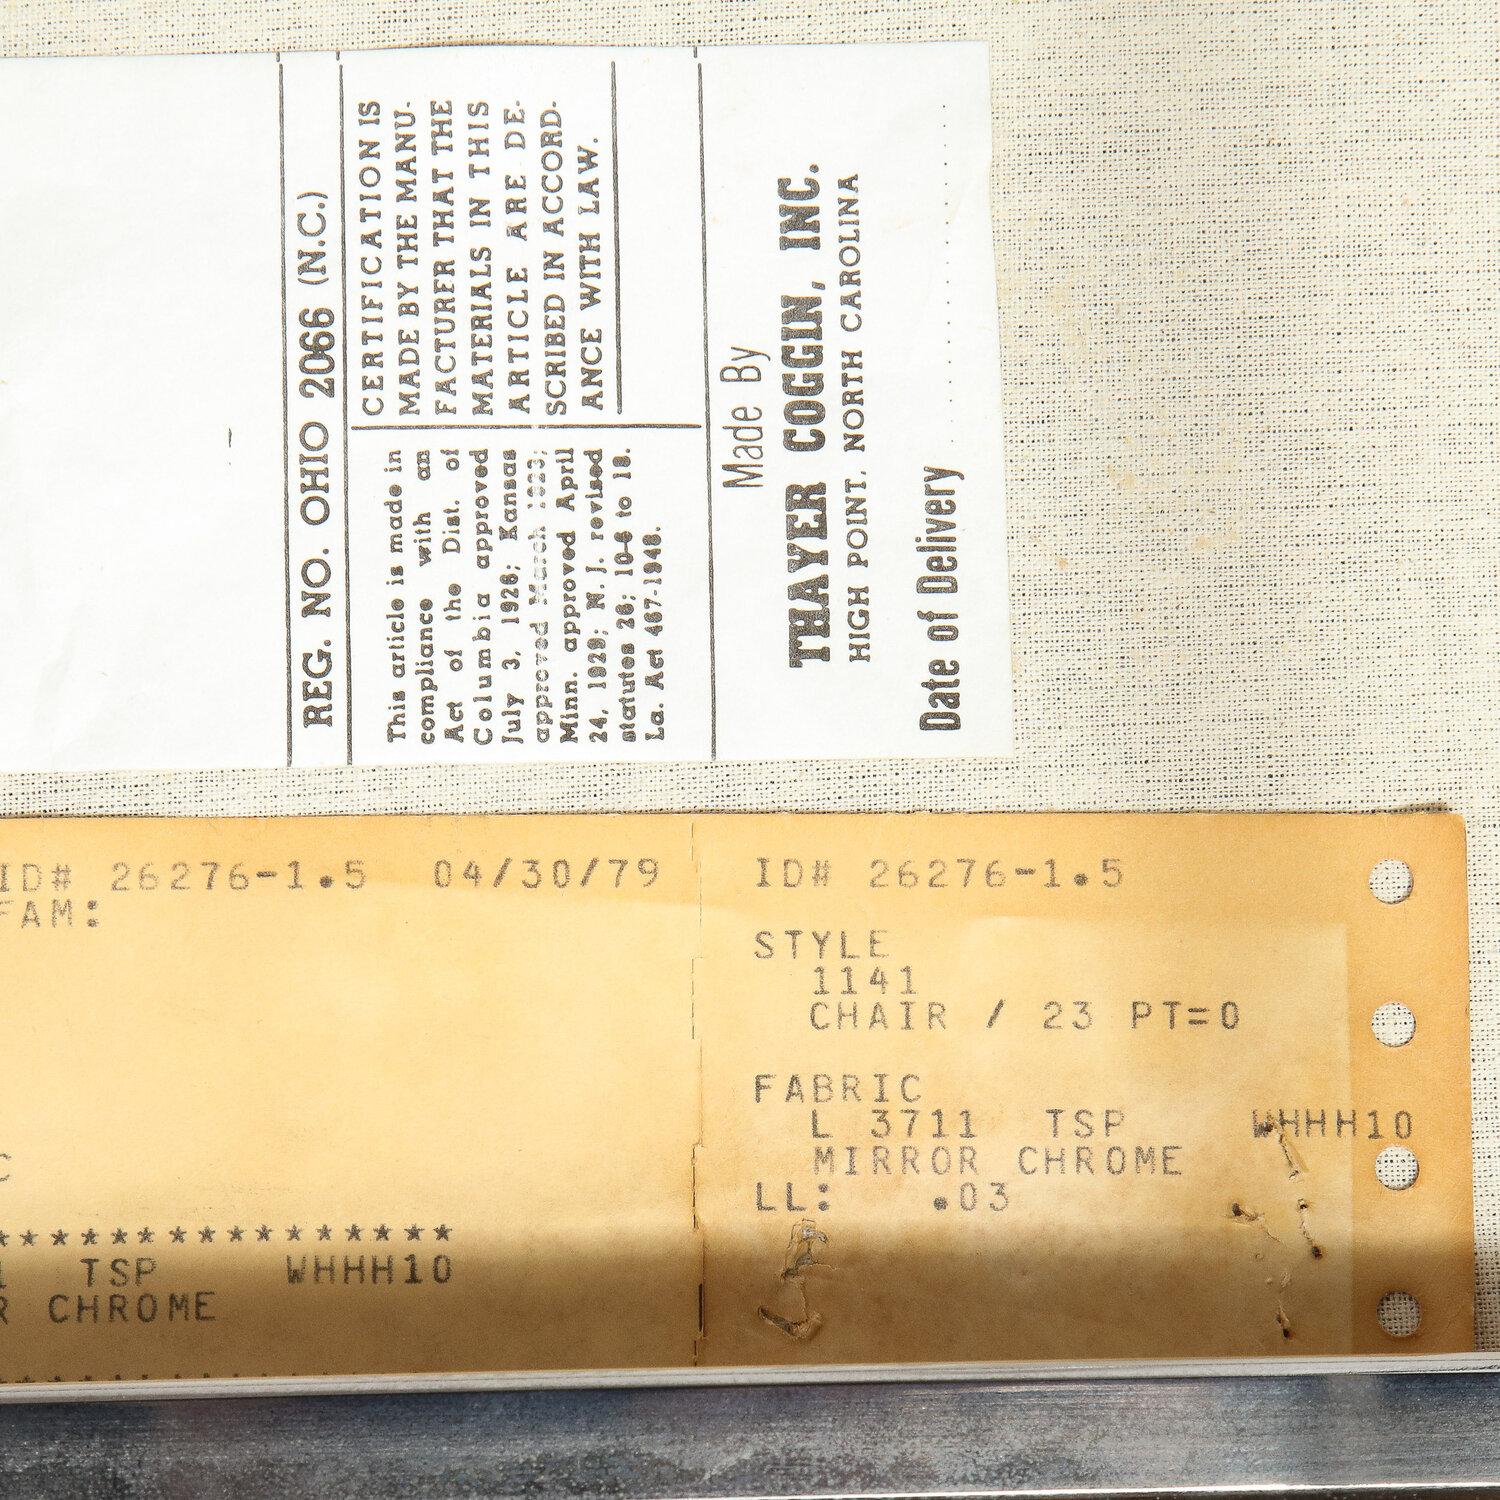 REG. NO. OHIO 2066 (N.C.)
CERTIFICATION IS
MADE BY THE MANU-
FACTURER THAT THE
MATERIALS IN THIS
ARTICLE ARE DE-
SCRIBED IN ACCORD-
ANCE WITH LAW.
This article is made in
compliance with an
Act of the Dist. of
Columbia approved
July 3, 1926; Kansas
approved March 1923;
Minn. approved April
24, 1929; N. J. revised
statutes 26; 10-6 to 18.
La. Act 467-1948.
Made By
THAYER COGGIN, INC.
HIGH POINT, NORTH CAROLINA
Date of Delivery
ID# 26276-1.5 04/30/79
FAM:
C
*****************
1 TSP WHHH10
R CHROME
ID# 26276-1.5
STYLE
1141
CHAIR / 23 PT=0
FABRIC
L 3711 TSP WHHH10
MIRROR CHROME
LL: .03